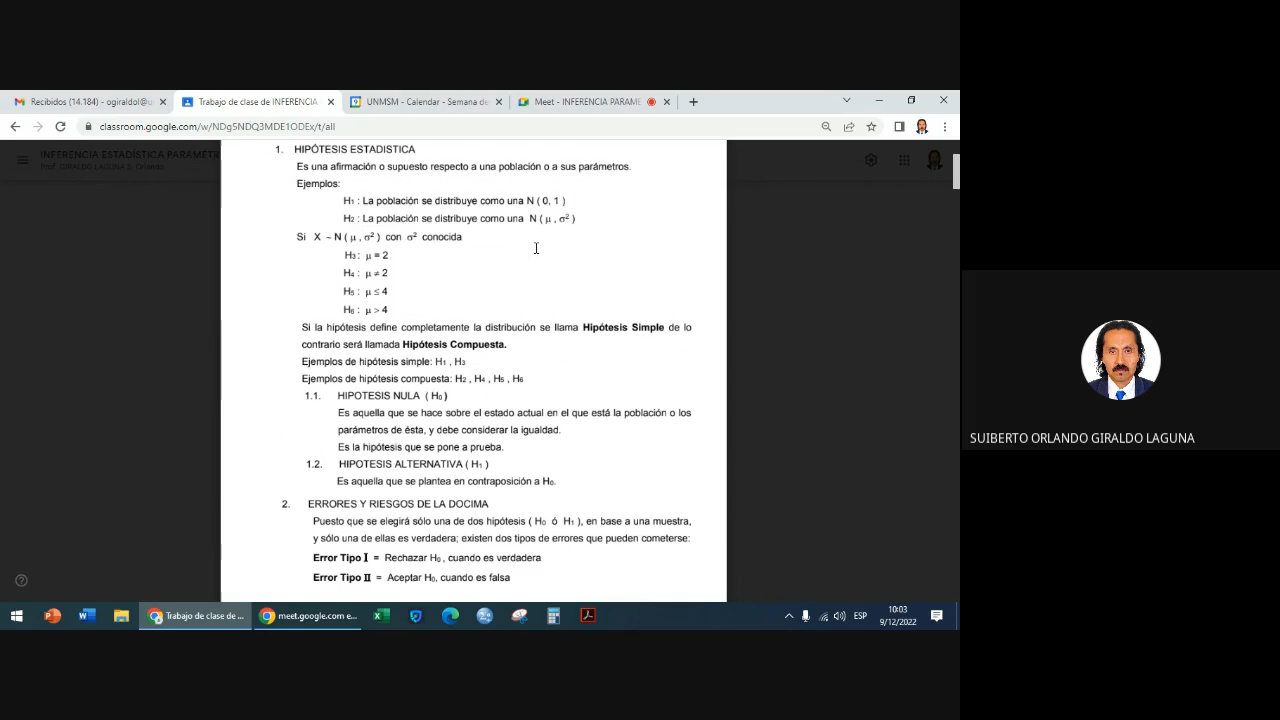 Recibidos (14.184) - ogiraldol@u
Trabajo de clase de INFERENCIA
UNMSM - Calendar - Semana de
Meet - INFERENCIA PARAME
classroom.google.com/w/NDg5NDQ3MDE1ODEx/t/all
INFERENCIA ESTADÍSTICA PARAMÉTR
Prof. GIRALDO LAGUNA S. Orlando
1. HIPÓTESIS ESTADISTICA
Es una afirmación o supuesto respecto a una población o a sus parámetros.
Ejemplos:
H₁ : La población se distribuye como una N ( 0, 1 )
H₂ : La población se distribuye como una N ( μ , σ² )
Si X ~ N ( μ , σ² ) con σ² conocida
H₃ : μ = 2
H₄ : μ ≠ 2
H₅ : μ ≤ 4
H₆ : μ > 4
Si la hipótesis define completamente la distribución se llama Hipótesis Simple de lo
contrario será llamada Hipótesis Compuesta.
Ejemplos de hipótesis simple: H₁ , H₃
Ejemplos de hipótesis compuesta: H₂ , H₄ , H₅ , H₆
1.1. HIPOTESIS NULA ( H₀ )
Es aquella que se hace sobre el estado actual en el que está la población o los
parámetros de ésta, y debe considerar la igualdad.
Es la hipótesis que se pone a prueba.
1.2. HIPOTESIS ALTERNATIVA ( H₁ )
Es aquella que se plantea en contraposición a H₀.
2. ERRORES Y RIESGOS DE LA DOCIMA
Puesto que se elegirá sólo una de dos hipótesis ( H₀ ó H₁ ), en base a una muestra,
y sólo una de ellas es verdadera; existen dos tipos de errores que pueden cometerse:
Error Tipo I = Rechazar H₀ , cuando es verdadera
Error Tipo II = Aceptar H₀, cuando es falsa
SUIBERTO ORLANDO GIRALDO LAGUNA
Trabajo de clase de ...
meet.google.com e...
ESP
10:03
9/12/2022